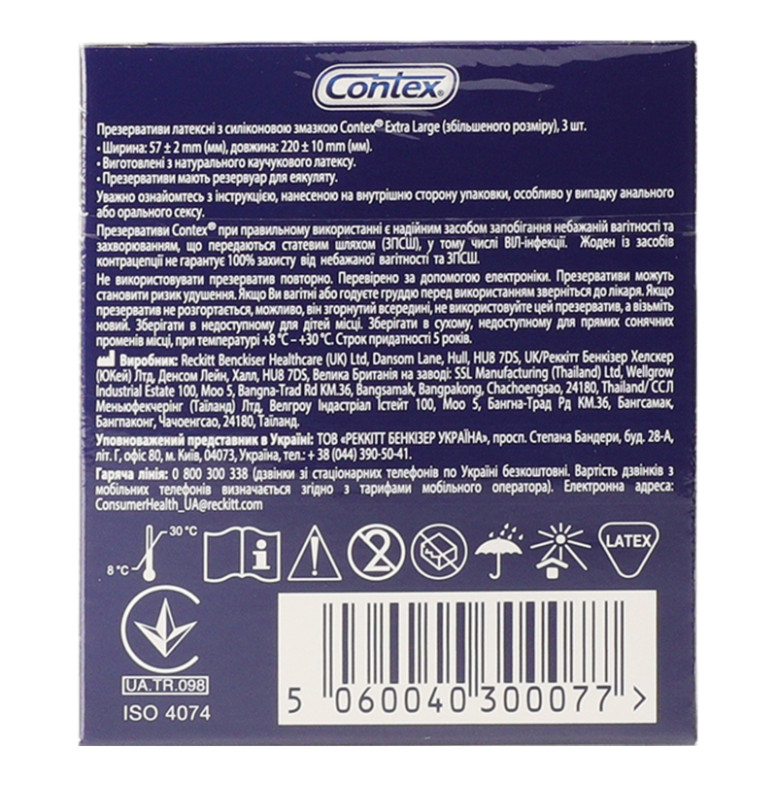 Contex®
Презервативи латексні з силіконовою змазкою Contex® Extra Large (збільшеного розміру), 3 шт.
• Ширина: 57 ± 2 mm (мм), довжина: 220 ± 10 mm (мм).
• Виготовлені з натурального каучукового латексу.
• Презервативи мають резервуар для еякуляту.
Уважно ознайомтесь з інструкцією, нанесеною на внутрішню сторону упаковки, особливо у випадку анального
або орального сексу.
Презервативи Contex® при правильному використанні є надійним засобом запобігання небажаній вагітності та
захворюванням, що передаються статевим шляхом (ЗПСШ), у тому числі ВІЛ-інфекції. Жоден із засобів
контрацепції не гарантує 100% захисту від небажаної вагітності та ЗПСШ.
Не використовувати презерватив повторно. Перевірено за допомогою електроніки. Презервативи можуть
становити ризик удушення. Якщо Ви вагітні або годуєте груддю перед використанням зверніться до лікаря. Якщо
презерватив не розгортається, можливо, він згорнутий всередині, не використовуйте цей презерватив, а візьміть
новий. Зберігати в недоступному для дітей місці. Зберігати в сухому, недоступному для прямих сонячних
променів місці, при температурі +8 °C – +30 °C. Строк придатності 5 років.
Виробник: Reckitt Benckiser Healthcare (UK) Ltd, Dansom Lane, Hull, HU8 7DS, UK/Реккітт Бенкізер Хелскер
(ЮКей) Лтд, Денсом Лейн, Халл, HU8 7DS, Велика Британія на заводі: SSL Manufacturing (Thailand) Ltd, Wellgrow
Industrial Estate 100, Moo 5, Bangna-Trad Rd KM.36, Bangsamak, Bangpakong, Chachoengsao, 24180, Thailand/ ССЛ
Меньюфекчерінг (Таїланд) Лтд, Велгроу Індастріал Істейт 100, Моо 5, Бангна-Трад Рд КМ.36, Бангсамак,
Бангпаконг, Чачоенгсао, 24180, Таїланд.
Уповноважений представник в Україні: ТОВ «РЕККІТТ БЕНКІЗЕР УКРАЇНА», просп. Степана Бандери, буд. 28-А,
літ. Г, офіс 80, м. Київ, 04073, Україна, тел.: + 38 (044) 390-50-41.
Гаряча лінія: 0 800 300 338 (дзвінки зі стаціонарних телефонів по Україні безкоштовні. Вартість дзвінків з
мобільних телефонів визначається згідно з тарифами мобільного оператора). Електронна адреса:
ConsumerHealth_UA@reckitt.com
30 °C
8 °C
i
2
LATEX
UA.TR.098
ISO 4074
5 060040 300077 >